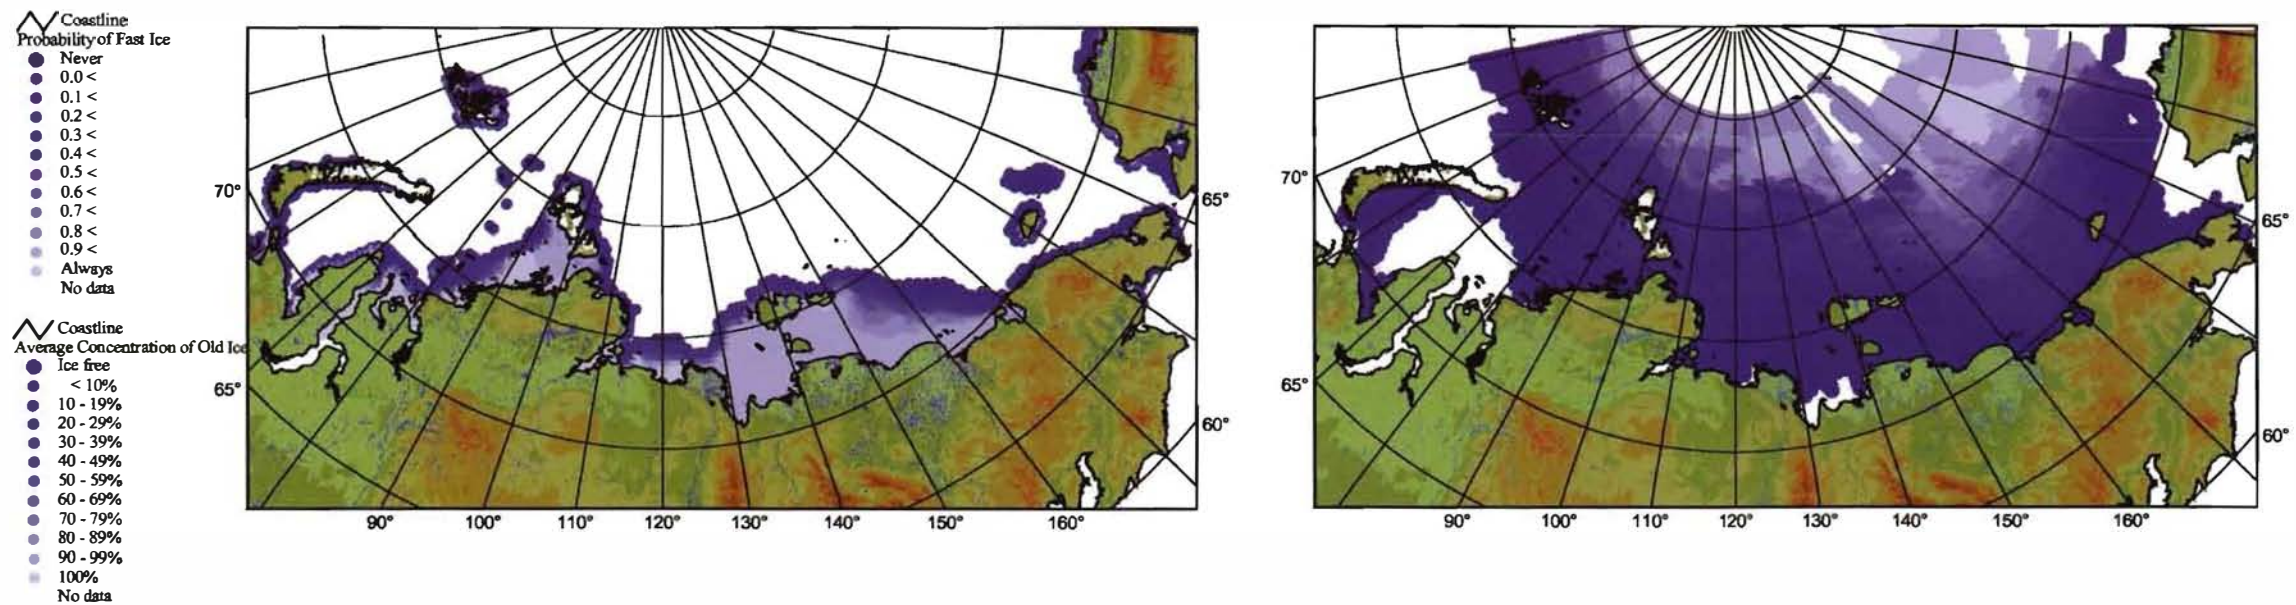 Coastline
Probability of Fast Ice
Never
0.0 <
0.1 <
0.2 <
0.3 <
0.4 <
0.5 <
0.6 <
0.7 <
0.8 <
0.9 <
Always
No data
Coastline
Average Concentration of Old Ice
Ice free
< 10%
10 - 19%
20 - 29%
30 - 39%
40 - 49%
50 - 59%
60 - 69%
70 - 79%
80 - 89%
90 - 99%
100%
No data
70°
65°
65°
60°
90° 100° 110° 120° 130° 140° 150° 160°
70°
65°
65°
60°
90° 100° 110° 120° 130° 140° 150° 160°